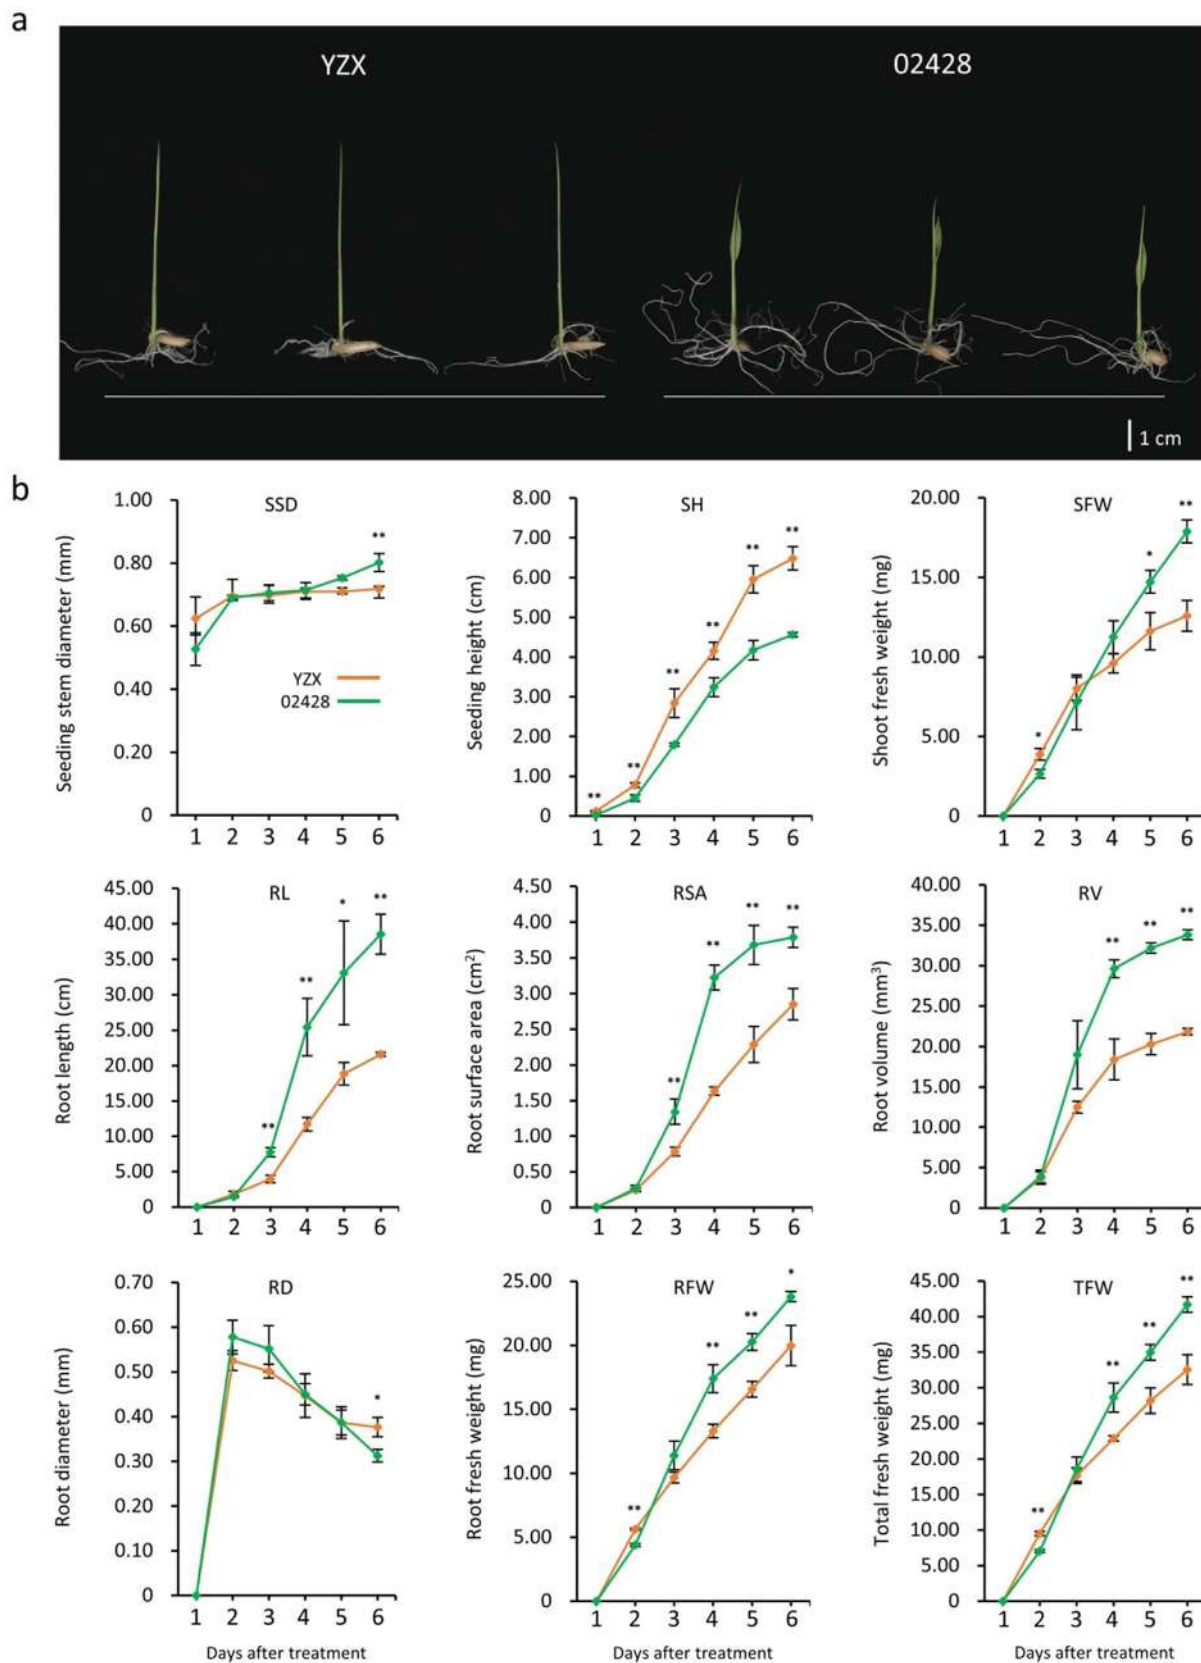 a
YZX 02428
1 cm
b
SSD
Seeding stem diameter (mm)
1.00
0.80
0.60
0.40
0.20
0
**
YZX
02428
1 2 3 4 5 6
SH
Seeding height (cm)
8.00
7.00
6.00
5.00
4.00
3.00
2.00
1.00
0
** ** ** ** ** **
1 2 3 4 5 6
SFW
Shoot fresh weight (mg)
20.00
15.00
10.00
5.00
0
* * **
1 2 3 4 5 6
RL
Root length (cm)
45.00
40.00
35.00
30.00
25.00
20.00
15.00
10.00
5.00
0
** ** * **
1 2 3 4 5 6
RSA
Root surface area (cm²)
4.50
4.00
3.50
3.00
2.50
2.00
1.50
1.00
0.50
0
** ** ** **
1 2 3 4 5 6
RV
Root volume (mm³)
40.00
35.00
30.00
25.00
20.00
15.00
10.00
5.00
0
** ** **
1 2 3 4 5 6
RD
Root diameter (mm)
0.70
0.60
0.50
0.40
0.30
0.20
0.10
0
*
1 2 3 4 5 6
Days after treatment
RFW
Root fresh weight (mg)
25.00
20.00
15.00
10.00
5.00
0
** ** ** *
1 2 3 4 5 6
Days after treatment
TFW
Total fresh weight (mg)
45.00
40.00
35.00
30.00
25.00
20.00
15.00
10.00
5.00
0
** ** ** **
1 2 3 4 5 6
Days after treatment